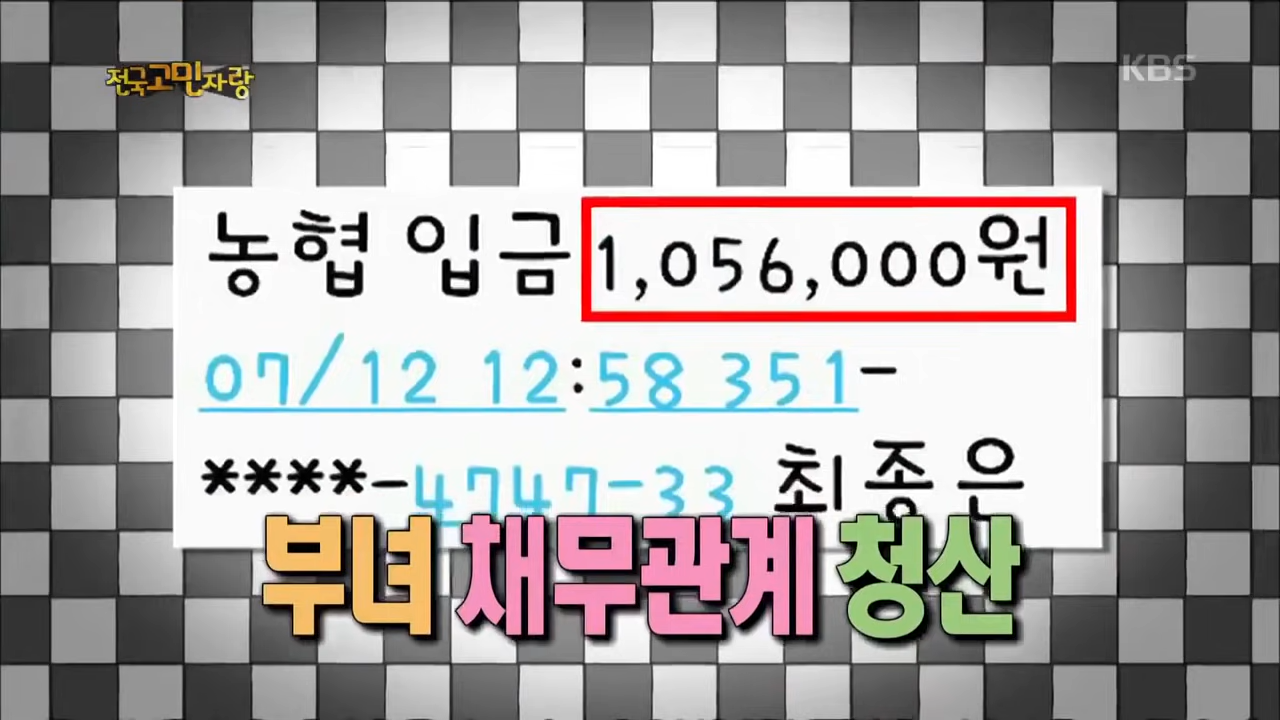 전국고민자랑
KBS
농협 입금 1,056,000원
07/12 12:58 351-
****-4747-33 최종은
부녀 채무관계 청산